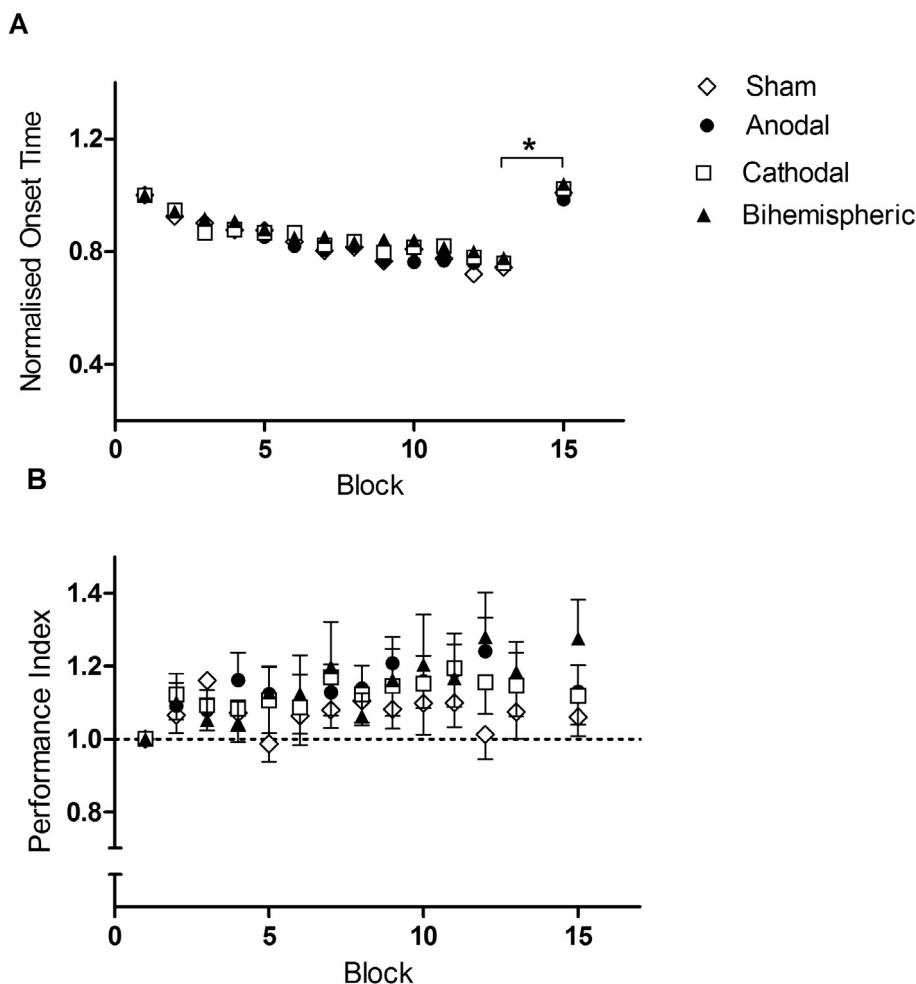 A
Normalised Onset Time
1.2
0.8
0.4
*
0 5 10 15
Block
Sham
Anodal
Cathodal
Bihemispheric
B
Performance Index
1.4
1.2
1.0
0.8
0 5 10 15
Block